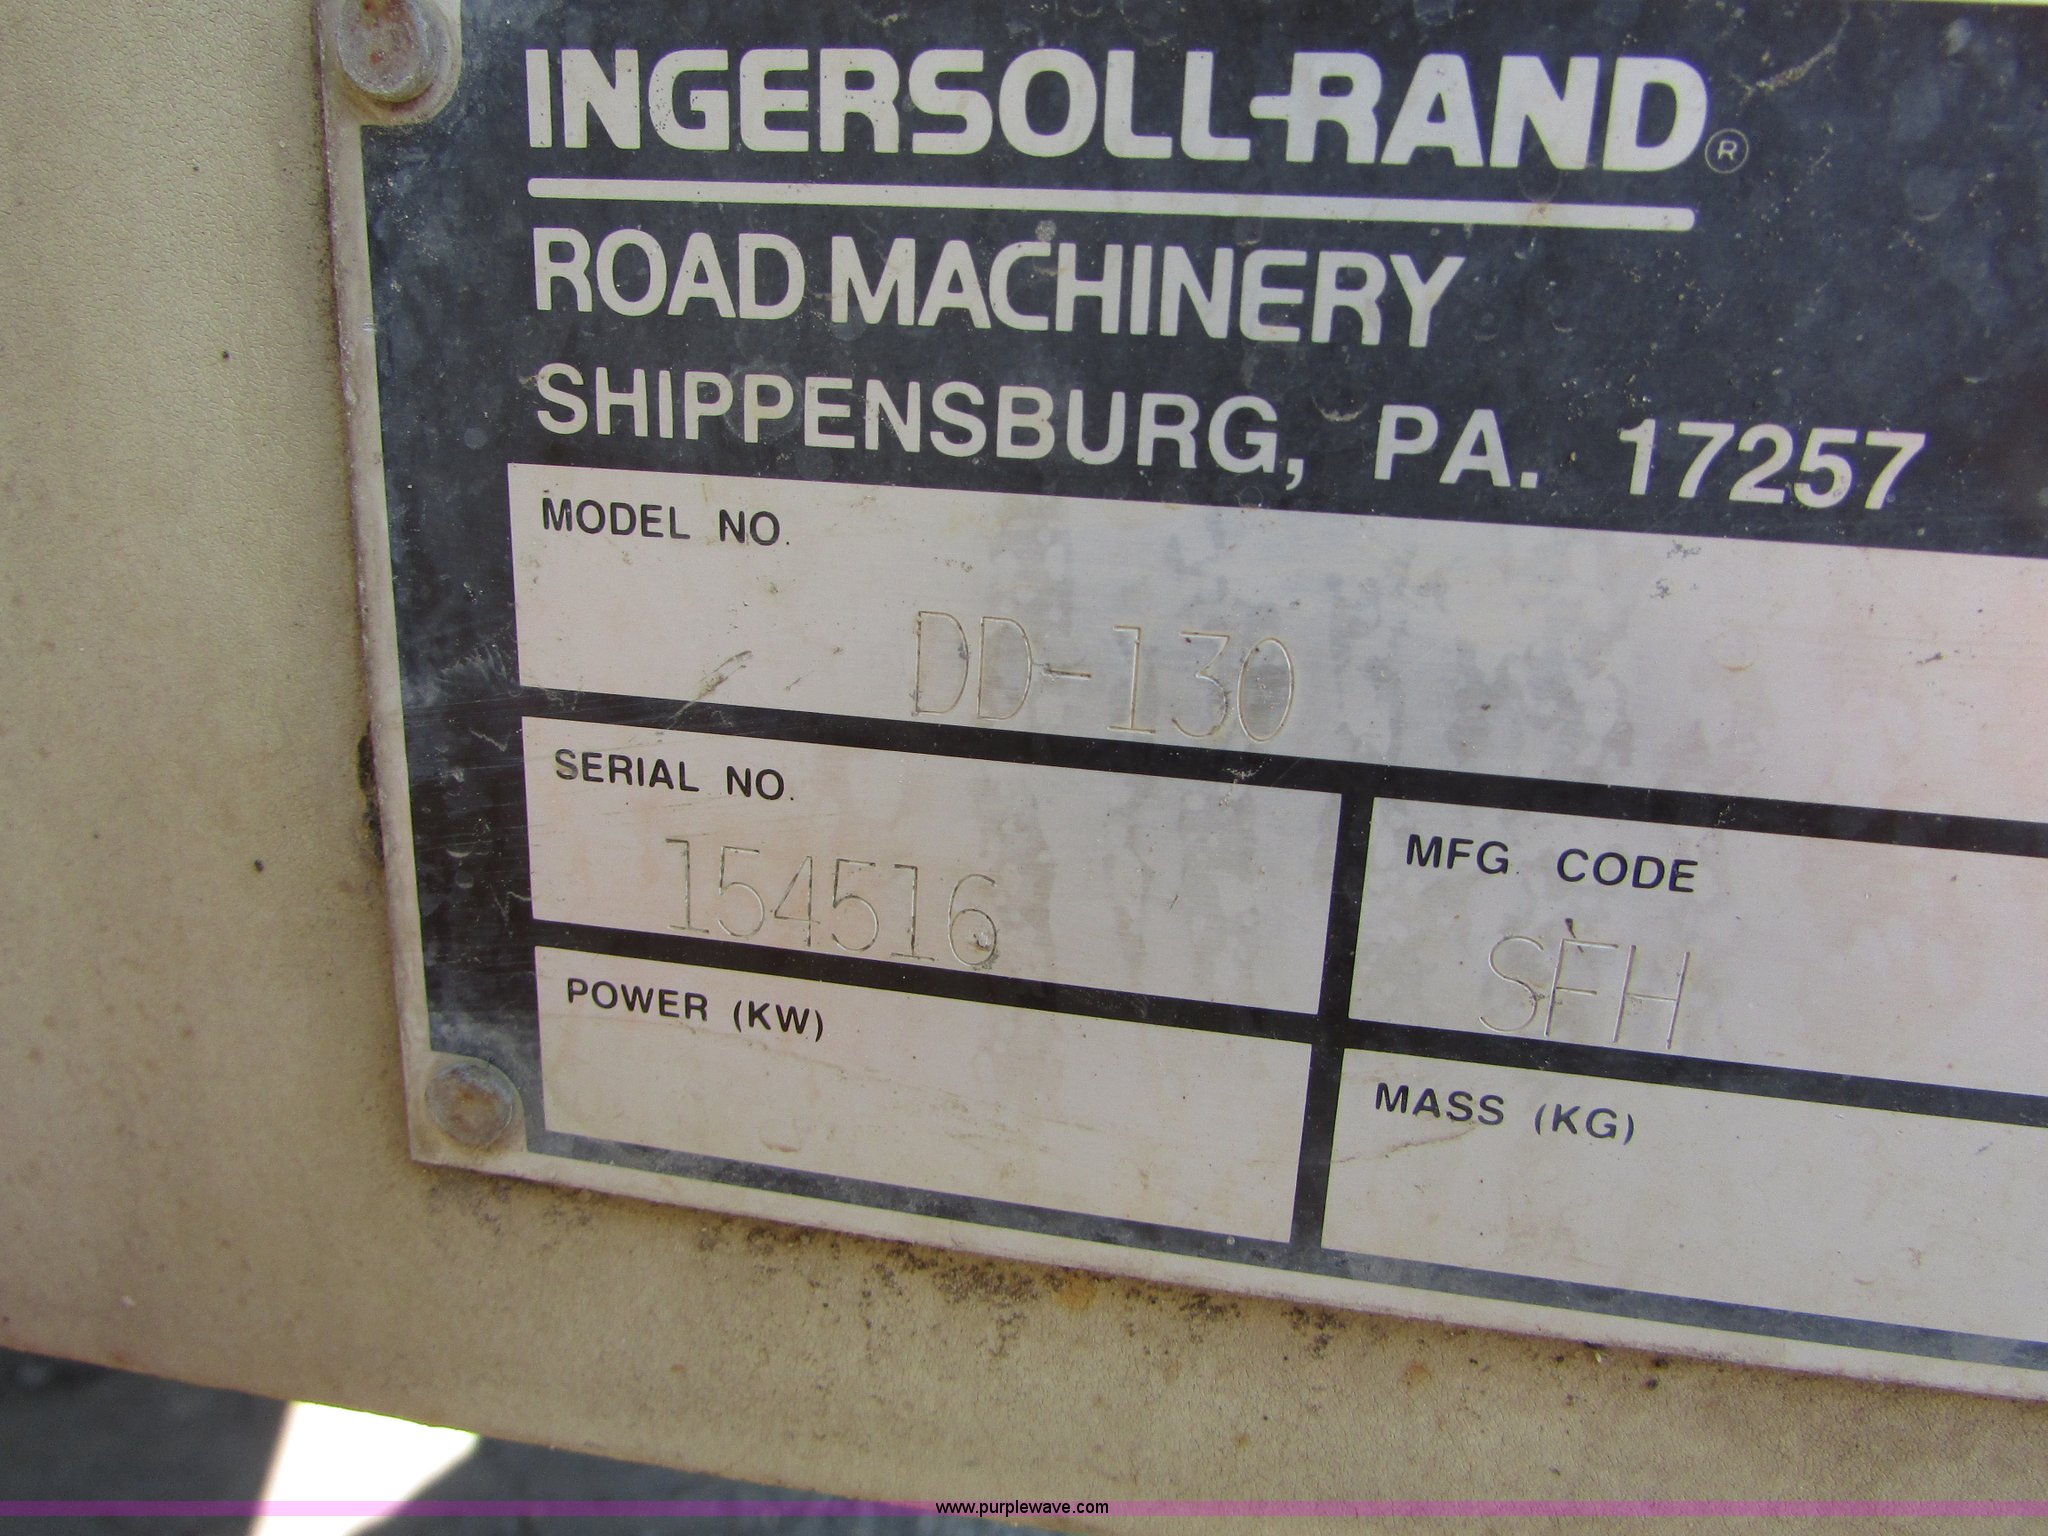 INGERSOLL-RAND®
ROAD MACHINERY
SHIPPENSBURG, PA. 17257
MODEL NO.
DD-130
SERIAL NO.
154516
MFG. CODE
SFH
POWER (KW)
MASS (KG)
www.purplewave.com